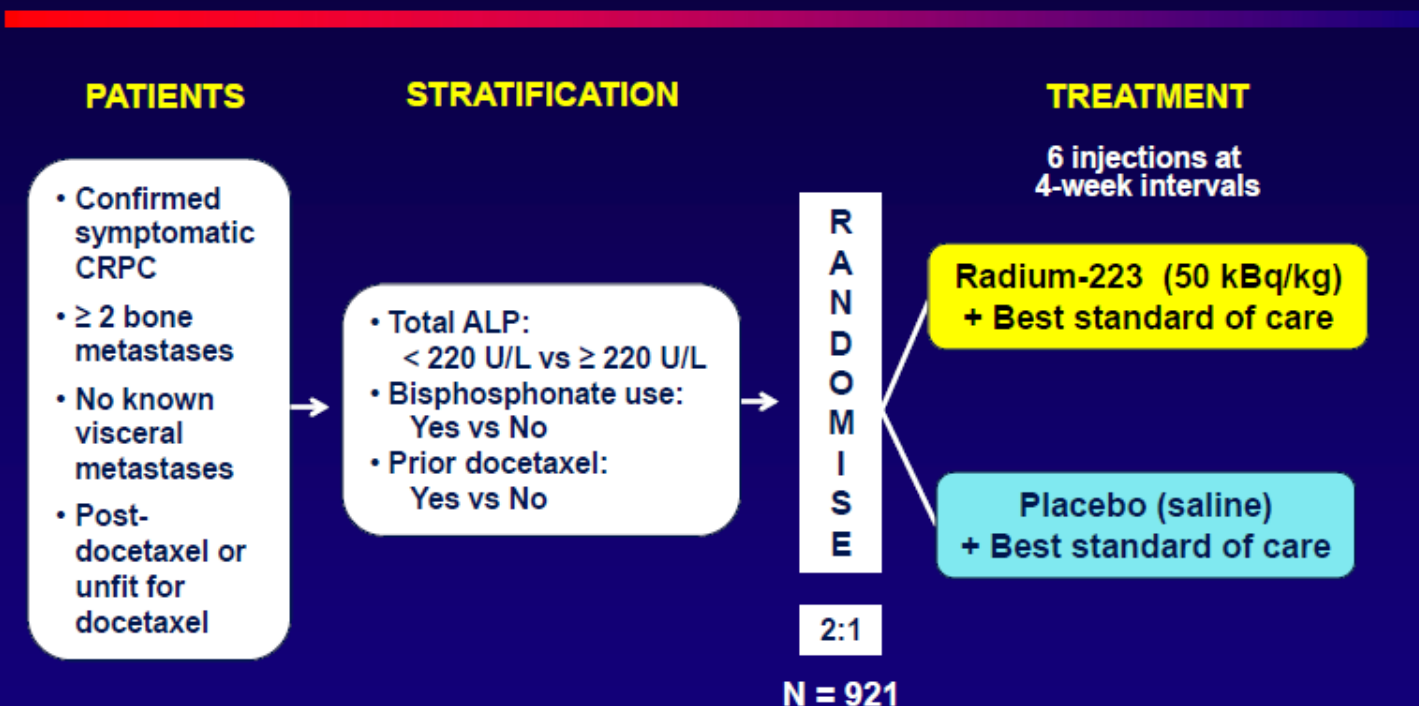 PATIENTS
• Confirmed
symptomatic
CRPC
• ≥ 2 bone
metastases
• No known
visceral
metastases
• Post-
docetaxel or
unfit for
docetaxel
STRATIFICATION
• Total ALP:
< 220 U/L vs ≥ 220 U/L
• Bisphosphonate use:
Yes vs No
• Prior docetaxel:
Yes vs No
R
A
N
D
O
M
I
S
E
2:1
N = 921
TREATMENT
6 injections at
4-week intervals
Radium-223 (50 kBq/kg)
+ Best standard of care
Placebo (saline)
+ Best standard of care